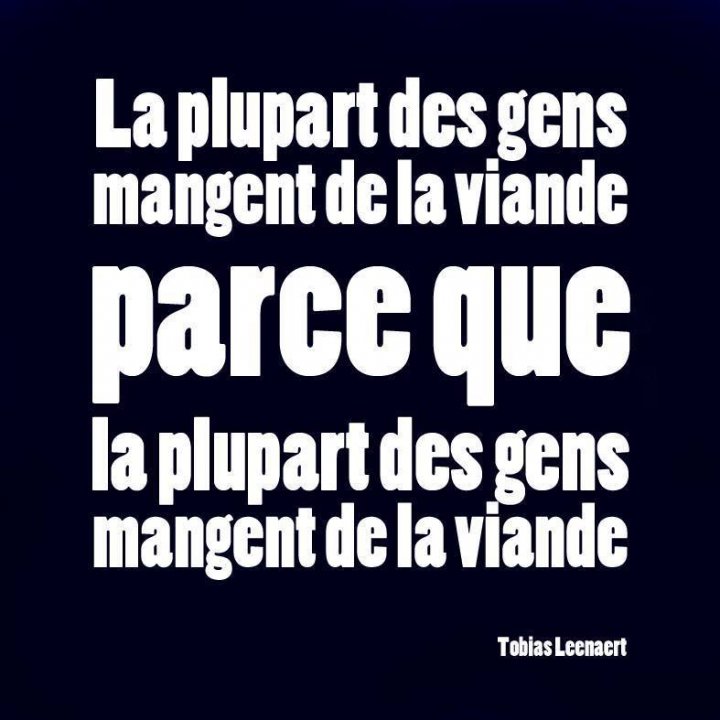 La plupart des gens
mangent de la viande
parce que
la plupart des gens
mangent de la viande
Tobias Leenaert